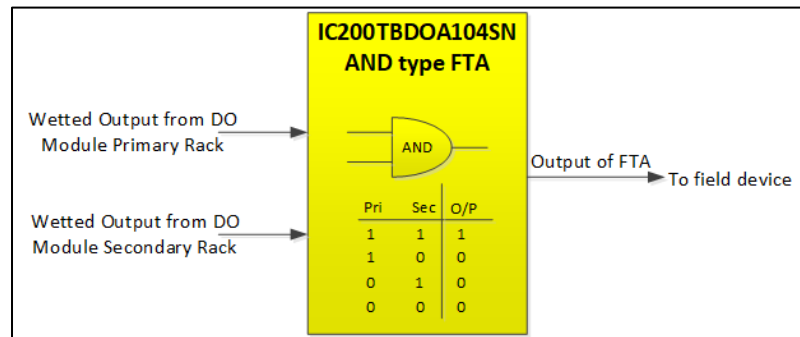 IC200TBDOA104SN
AND type FTA
Wetted Output from DO
Module Primary Rack
AND
Output of FTA
To field device
Wetted Output from DO
Module Secondary Rack
Pri Sec O/P
1 1 1
1 0 0
0 1 0
0 0 0